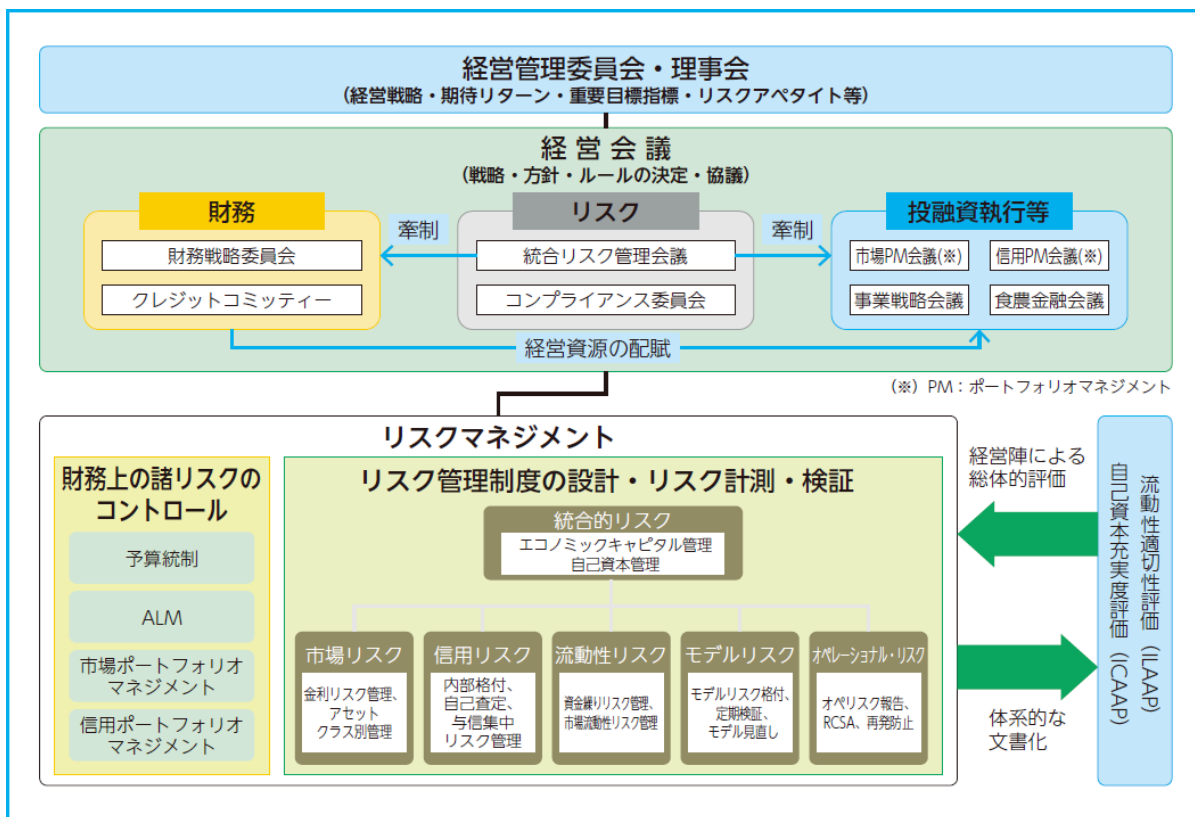 経営管理委員会・理事会
(経営戦略・期待リターン・重要目標指標・リスクアペタイト等)
経営会議
(戦略・方針・ルールの決定・協議)
財務
財務戦略委員会
クレジットコミッティー
牽制
リスク
統合リスク管理会議
コンプライアンス委員会
牽制
投融資執行等
市場PM会議(※)
信用PM会議(※)
事業戦略会議
食農金融会議
経営資源の配賦
(※) PM:ポートフォリオマネジメント
リスクマネジメント
財務上の諸リスクの
コントロール
予算統制
ALM
市場ポートフォリオ
マネジメント
信用ポートフォリオ
マネジメント
リスク管理制度の設計・リスク計測・検証
統合的リスク
エコノミックキャピタル管理
自己資本管理
市場リスク
金利リスク管理、
アセット
クラス別管理
信用リスク
内部格付、
自己査定、
与信集中
リスク管理
流動性リスク
資金繰りリスク管理、
市場流動性リスク管理
モデルリスク
モデルリスク格付、
定期検証、
モデル見直し
オペレーショナル・リスク
オペリスク報告、
RCSA、再発防止
経営陣による
総体的評価
体系的な
文書化
流動性適切性評価(ILAAP)
自己資本充実度評価(ICAAP)